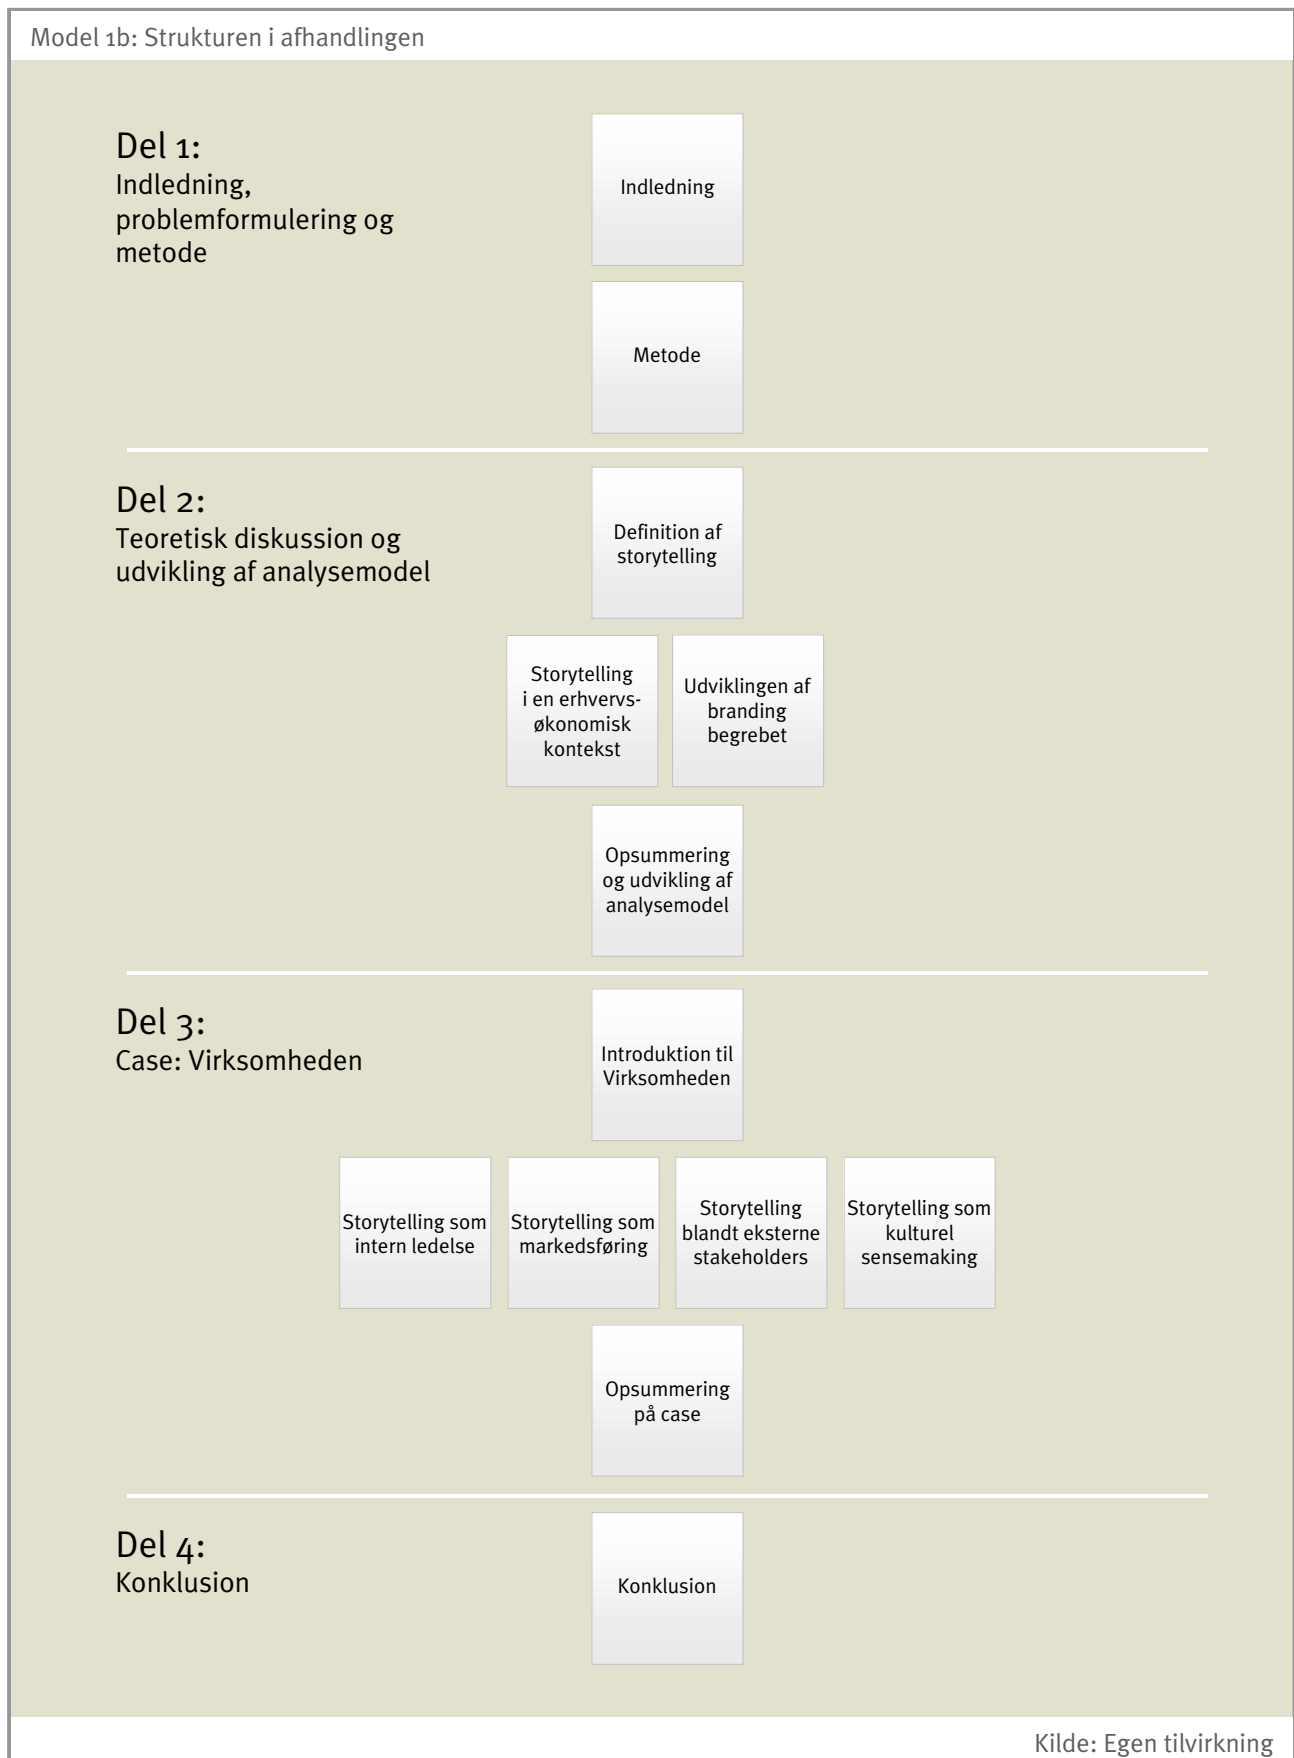 Model 1b: Strukturen i afhandlingen
Del 1:
Indledning,
problemformulering og
metode
Indledning
Metode
Del 2:
Teoretisk diskussion og
udvikling af analysemodel
Definition af
storytelling
Storytelling
i en erhvervs-
økonomisk
kontekst
Udviklingen af
branding
begrebet
Opsummering
og udvikling af
analysemodel
Del 3:
Case: Virksomheden
Introduktion til
Virksomheden
Storytelling som
intern ledelse
Storytelling som
markedsføring
Storytelling
blandt eksterne
stakeholders
Storytelling som
kulturel
sensemaking
Opsummering
på case
Del 4:
Konklusion
Konklusion
Kilde: Egen tilvirkning